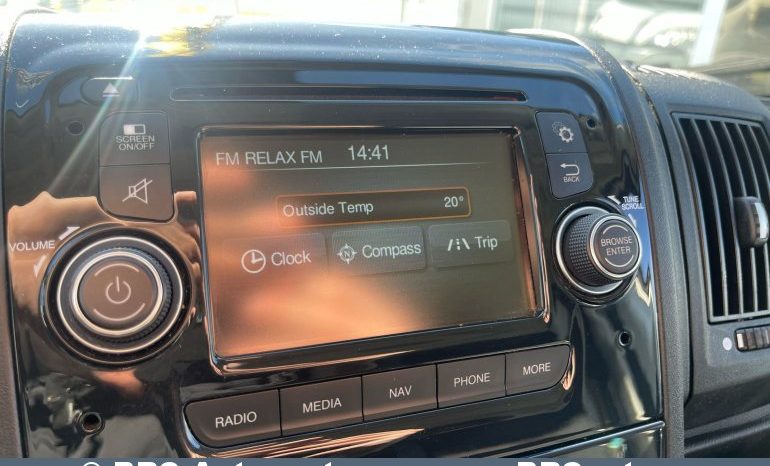 SCREEN
ON/OFF
VOLUME
FM RELAX FM 14:41
Outside Temp 20°
Clock
N
Compass
Trip
BACK
TUNE
SCROLL
BROWSE
ENTER
RADIO
MEDIA
NAV
PHONE
MORE